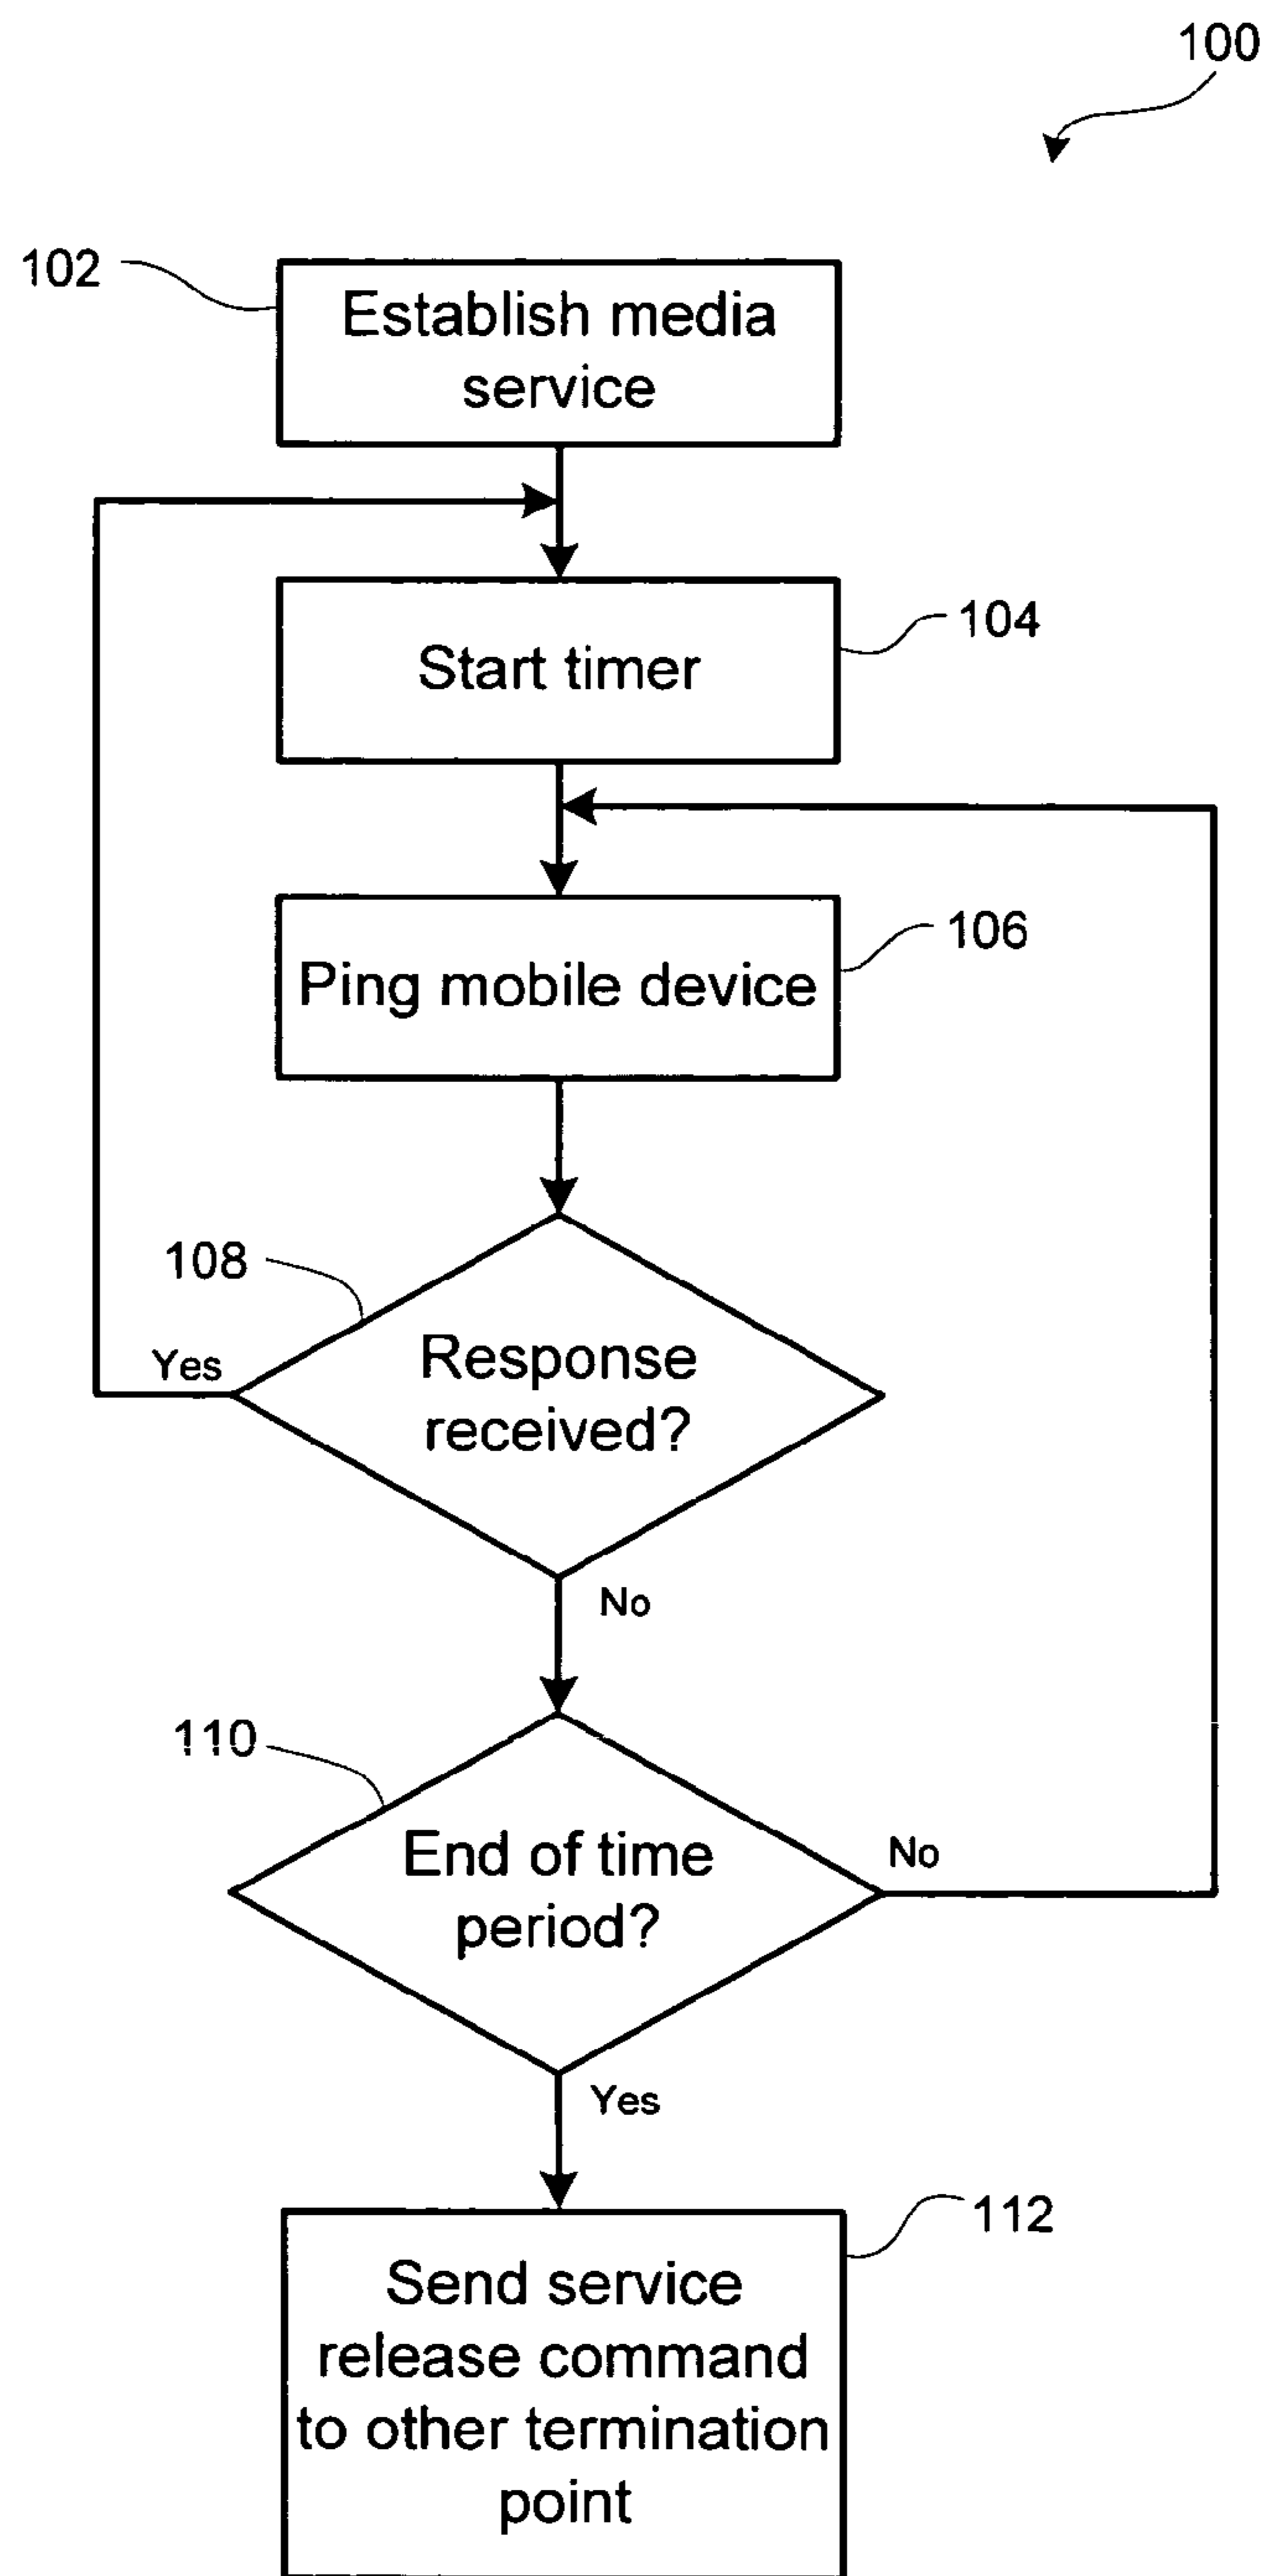 100
102
Establish media
service
Start timer
104
Ping mobile device
106
108
Yes
Response
received?
No
110
End of time
period?
No
Yes
112
Send service
release command
to other termination
point